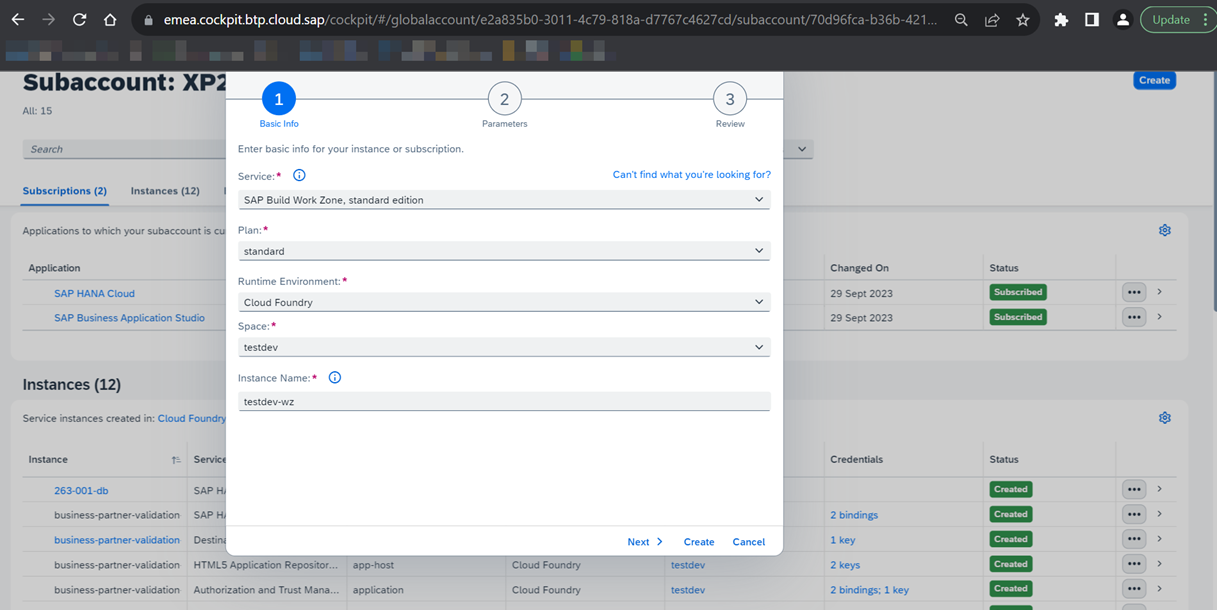 emea.cockpit.btp.cloud.sap/cockpit/#/globalaccount/e2a835b0-3011-4c79-818a-d7767c4627cd/subaccount/70d96fca-b36b-421...
Update
Subaccount: XP2
Create
All: 15
1
2
3
Basic Info
Parameters
Review
Search
Enter basic info for your instance or subscription.
Service:*
Can't find what you're looking for?
Subscriptions (2)
Instances (12)
SAP Build Work Zone, standard edition
Applications to which your subaccount is cu
Plan:*
standard
Application
Changed On
Status
Runtime Environment:*
SAP HANA Cloud
29 Sept 2023
Subscribed
Cloud Foundry
SAP Business Application Studio
29 Sept 2023
Subscribed
Space:*
testdev
Instances (12)
Instance Name:*
testdev-wz
Service instances created in: Cloud Foundry
Instance
Service
Credentials
Status
263-001-db
SAP HA
Created
business-partner-validation
SAP HA
2 bindings
Created
business-partner-validation
Destina
1 key
Created
Next
Create
Cancel
business-partner-validation
HTML5 Application Repositor...
app-host
Cloud Foundry
testdev
2 keys
Created
business-partner-validation
Authorization and Trust Mana...
application
Cloud Foundry
testdev
2 bindings; 1 key
Created